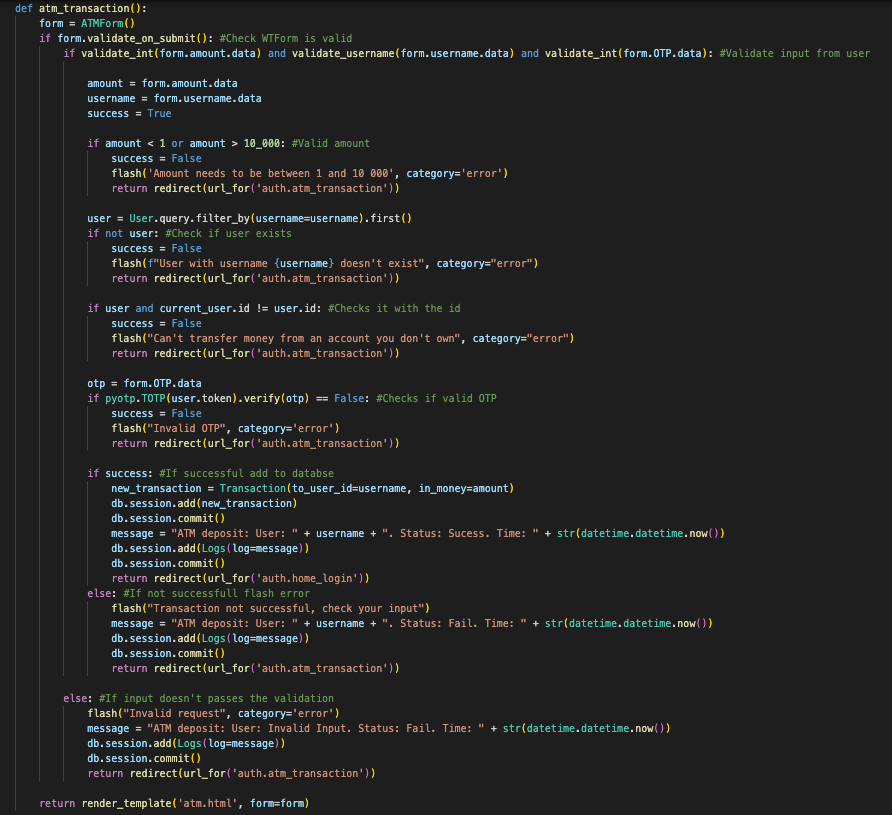 def atm_transaction():
form = ATMForm()
if form.validate_on_submit(): #Check WTForm is valid
if validate_int(form.amount.data) and validate_username(form.username.data) and validate_int(form.OTP.data): #Validate input from user
amount = form.amount.data
username = form.username.data
success = True
if amount < 1 or amount > 10_000: #Valid amount
success = False
flash('Amount needs to be between 1 and 10 000', category='error')
return redirect(url_for('auth.atm_transaction'))
user = User.query.filter_by(username=username).first()
if not user: #Check if user exists
success = False
flash(f"User with username {username} doesn't exist", category="error")
return redirect(url_for('auth.atm_transaction'))
if user and current_user.id != user.id: #Checks it with the id
success = False
flash("Can't transfer money from an account you don't own", category="error")
return redirect(url_for('auth.atm_transaction'))
otp = form.OTP.data
if pyotp.TOTP(user.token).verify(otp) == False: #Checks if valid OTP
success = False
flash("Invalid OTP", category='error')
return redirect(url_for('auth.atm_transaction'))
if success: #If successful add to databse
new_transaction = Transaction(to_user_id=username, in_money=amount)
db.session.add(new_transaction)
db.session.commit()
message = "ATM deposit: User: " + username + ". Status: Sucess. Time: " + str(datetime.datetime.now())
db.session.add(Logs(log=message))
db.session.commit()
return redirect(url_for('auth.home_login'))
else: #If not successfull flash error
flash("Transaction not successful, check your input")
message = "ATM deposit: User: " + username + ". Status: Fail. Time: " + str(datetime.datetime.now())
db.session.add(Logs(log=message))
db.session.commit()
return redirect(url_for('auth.atm_transaction'))
else: #If input doesn't passes the validation
flash("Invalid request", category='error')
message = "ATM deposit: User: Invalid Input. Status: Fail. Time: " + str(datetime.datetime.now())
db.session.add(Logs(log=message))
db.session.commit()
return redirect(url_for('auth.atm_transaction'))
return render_template('atm.html', form=form)